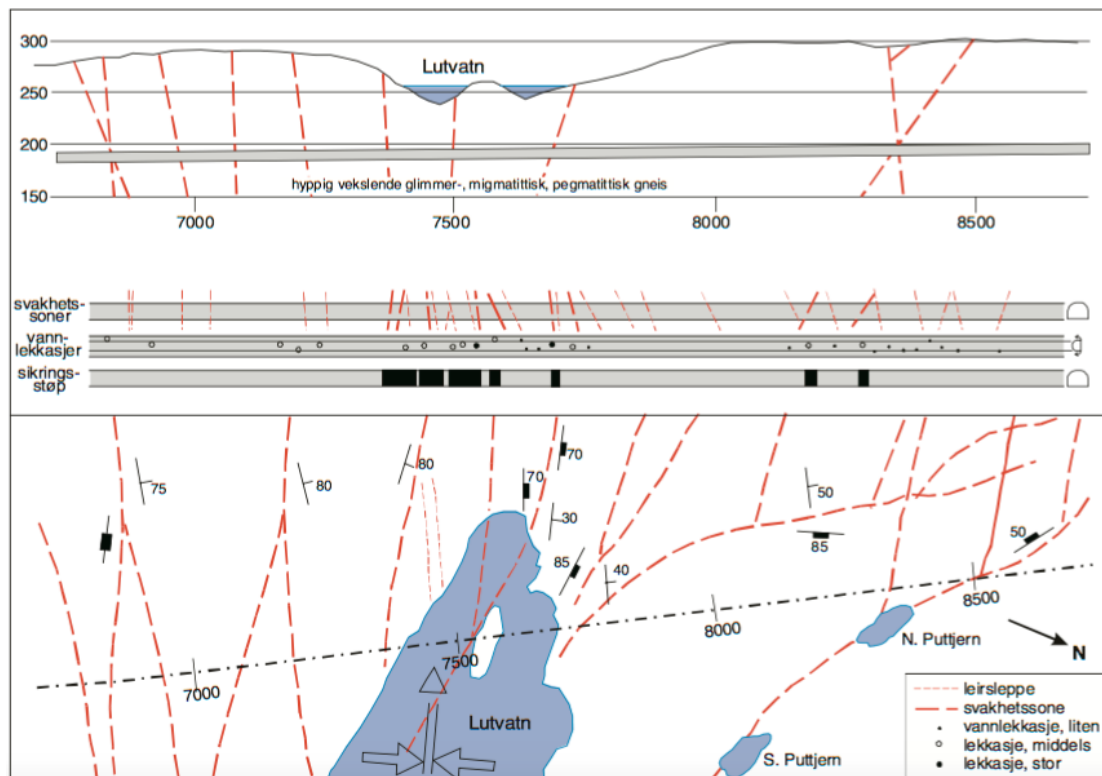 300
Lutvatn
250
200
hyppig vekslende glimmer-, migmatittisk, pegmatittisk gneis
150
7000
7500
8000
8500
svakhets-
soner
vann-
lekkasjer
sikrings-
støp
75
80
80
70
70
30
85
40
50
85
50
7000
7500
8000
8500
N. Puttjern
N
Lutvatn
S. Puttjern
leirsleppe
svakhetssone
vannlekkasje, liten
lekkasje, middels
lekkasje, stor